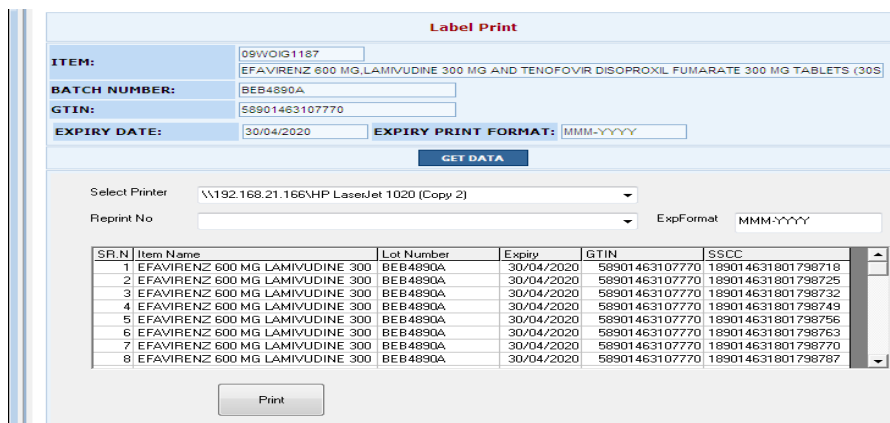 Label Print
ITEM: 09WOIG1187
EFAVIRENZ 600 MG,LAMIVUDINE 300 MG AND TENOFOVIR DISOPROXIL FUMARATE 300 MG TABLETS (30S
BATCH NUMBER: BEB4890A
GTIN: 58901463107770
EXPIRY DATE: 30/04/2020 EXPIRY PRINT FORMAT: MMM-YYYY
GET DATA
Select Printer \\192.168.21.166\HP LaserJet 1020 (Copy 2)
Reprint No ExpFormat MMM-YYYY
SR.N Item Name Lot Number Expiry GTIN SSCC
1 EFAVIRENZ 600 MG LAMIVUDINE 300 BEB4890A 30/04/2020 58901463107770 189014631801798718
2 EFAVIRENZ 600 MG LAMIVUDINE 300 BEB4890A 30/04/2020 58901463107770 189014631801798725
3 EFAVIRENZ 600 MG LAMIVUDINE 300 BEB4890A 30/04/2020 58901463107770 189014631801798732
4 EFAVIRENZ 600 MG LAMIVUDINE 300 BEB4890A 30/04/2020 58901463107770 189014631801798749
5 EFAVIRENZ 600 MG LAMIVUDINE 300 BEB4890A 30/04/2020 58901463107770 189014631801798756
6 EFAVIRENZ 600 MG LAMIVUDINE 300 BEB4890A 30/04/2020 58901463107770 189014631801798763
7 EFAVIRENZ 600 MG LAMIVUDINE 300 BEB4890A 30/04/2020 58901463107770 189014631801798770
8 EFAVIRENZ 600 MG LAMIVUDINE 300 BEB4890A 30/04/2020 58901463107770 189014631801798787
Print